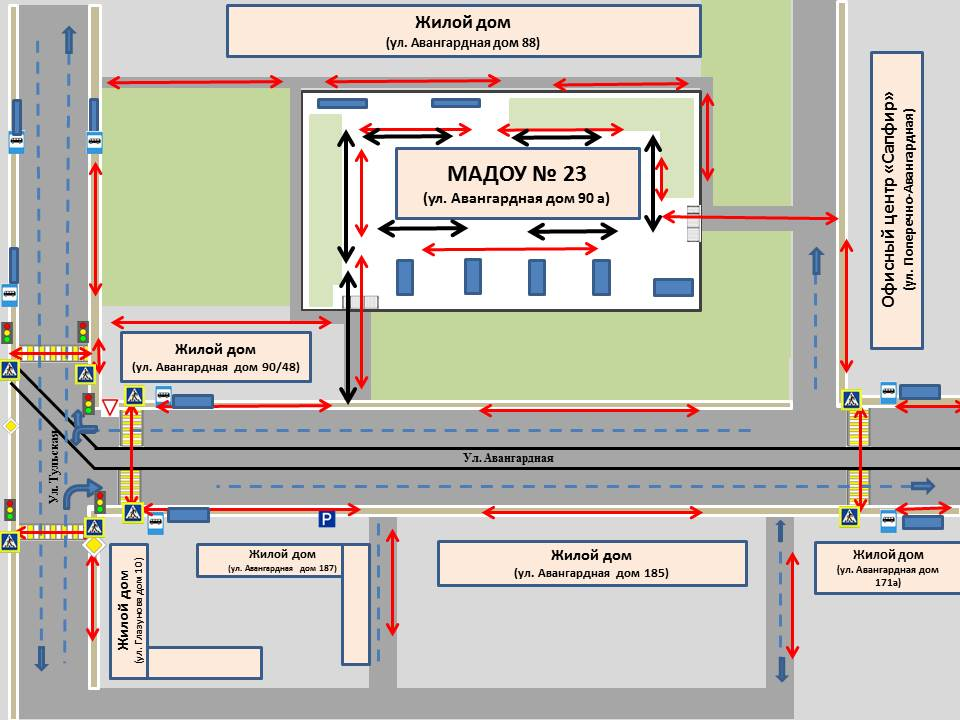 Жилой дом
(ул. Авангардная дом 88)
МАДОУ № 23
(ул. Авангардная дом 90 а)
Офисный центр «Сапфир»
(ул. Поперечно-Авангардная)
Жилой дом
(ул. Авангардная дом 90/48)
Ул. Тульская
Ул. Авангардная
P
Жилой дом
(ул. Глазунова дом 10)
Жилой дом
(ул. Авангардная дом 187)
Жилой дом
(ул. Авангардная дом 185)
Жилой дом
(ул. Авангардная дом
171а)